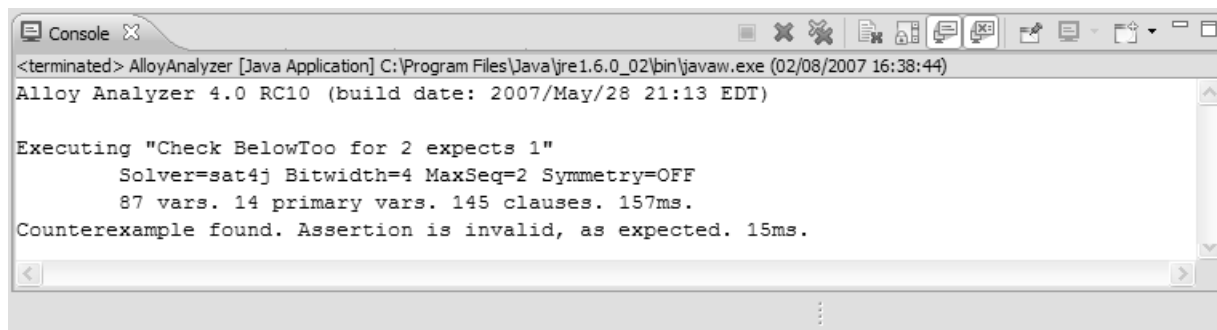 Console
<terminated> AlloyAnalyzer [Java Application] C:\Program Files\Java\jre1.6.0_02\bin\javaw.exe (02/08/2007 16:38:44)
Alloy Analyzer 4.0 RC10 (build date: 2007/May/28 21:13 EDT)
Executing "Check BelowToo for 2 expects 1"
Solver=sat4j Bitwidth=4 MaxSeq=2 Symmetry=OFF
87 vars. 14 primary vars. 145 clauses. 157ms.
Counterexample found. Assertion is invalid, as expected. 15ms.